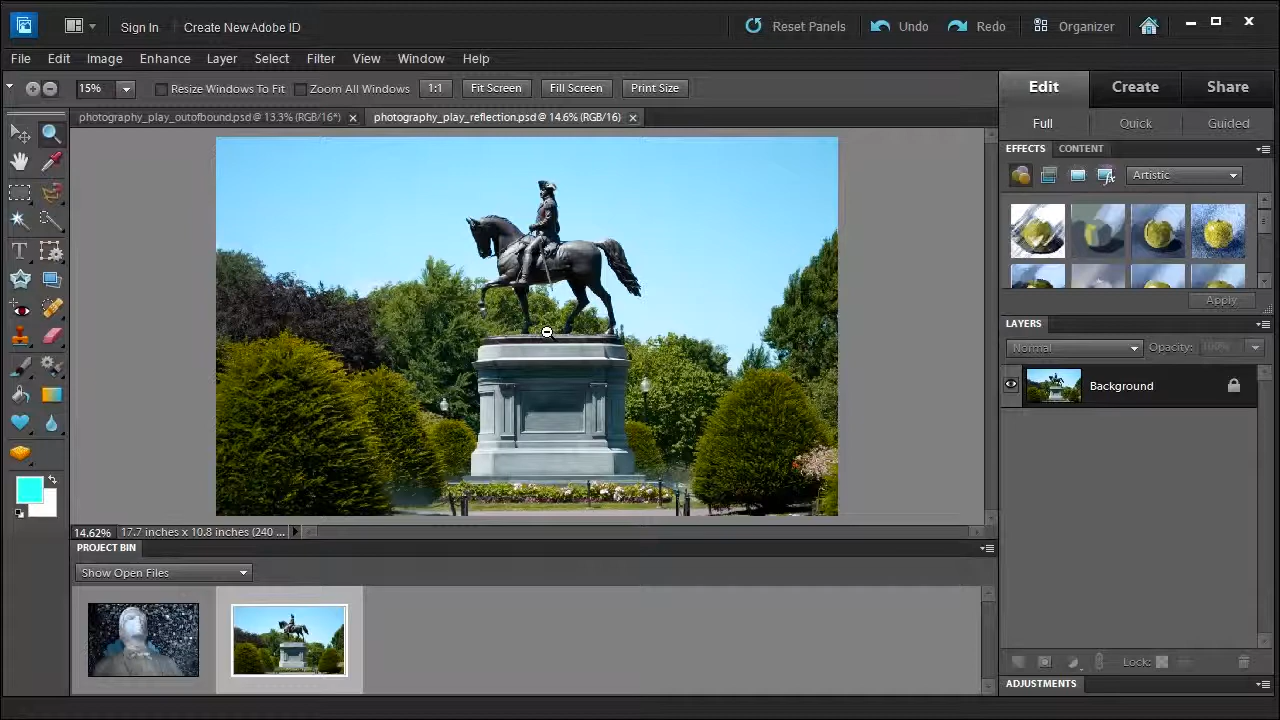 Sign In
Create New Adobe ID
Reset Panels
Undo
Redo
Organizer
File Edit Image Enhance Layer Select Filter View Window Help
15%
Resize Windows To Fit
Zoom All Windows
1:1
Fit Screen
Fill Screen
Print Size
Edit
Create
Share
Full
Quick
Guided
photography_play_outofbound.psd @ 13.3% (RGB/16*)
photography_play_reflection.psd @ 14.6% (RGB/16)
EFFECTS
CONTENT
Artistic
Apply
LAYERS
Normal
Opacity: 100%
Background
14.62%
17.7 inches x 10.8 inches (240 ...
PROJECT BIN
Show Open Files
Lock:
ADJUSTMENTS